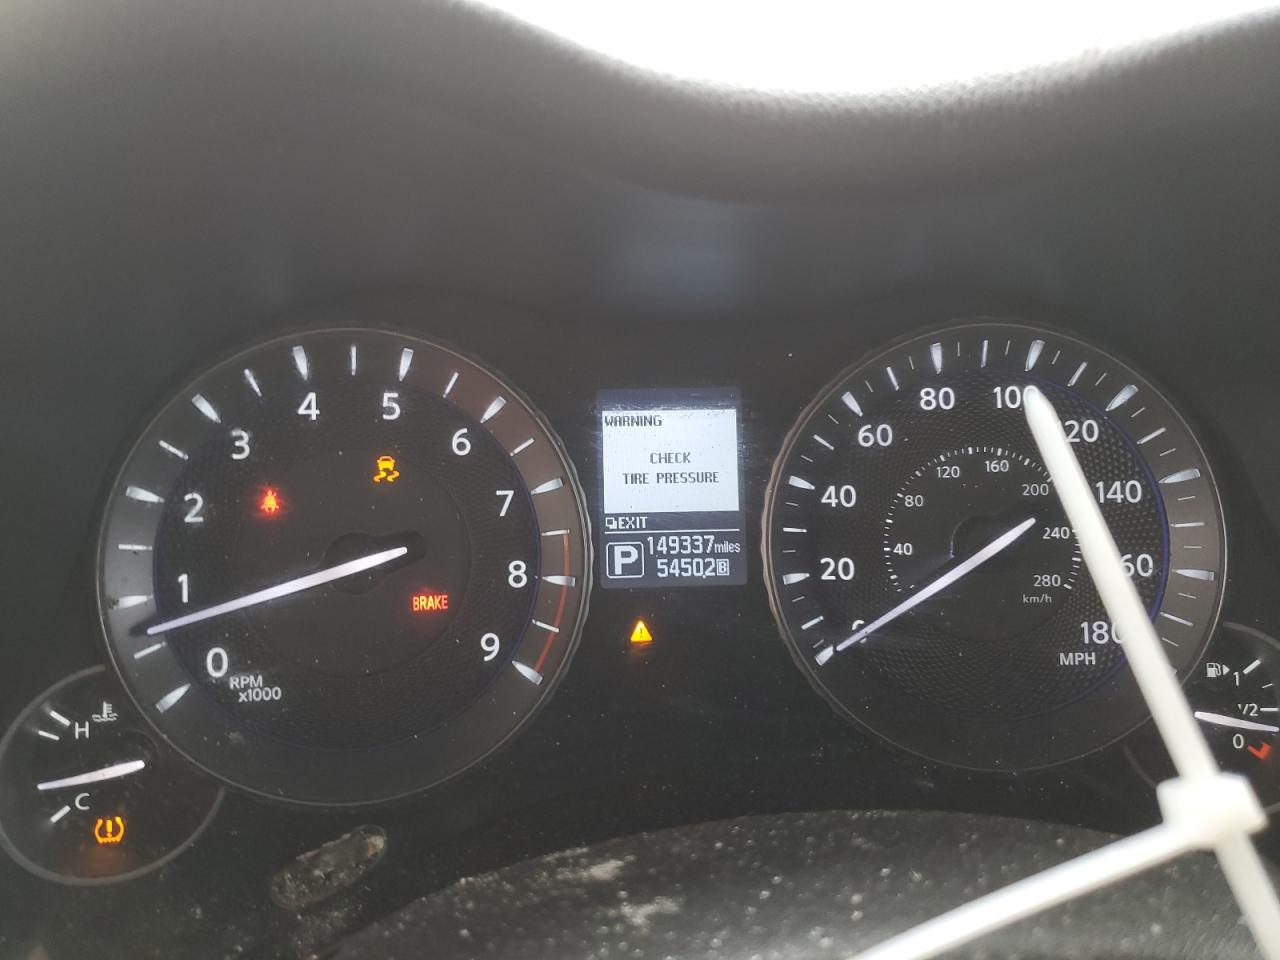 0
1
2
3
4
5
6
7
8
9
RPM
x1000
BRAKE
H
C
WARNING
CHECK
TIRE PRESSURE
EXIT
P
149337miles
54502B
0
20
40
60
80
100
120
140
160
180
MPH
40
80
120
160
200
240
280
km/h
1
1/2
0